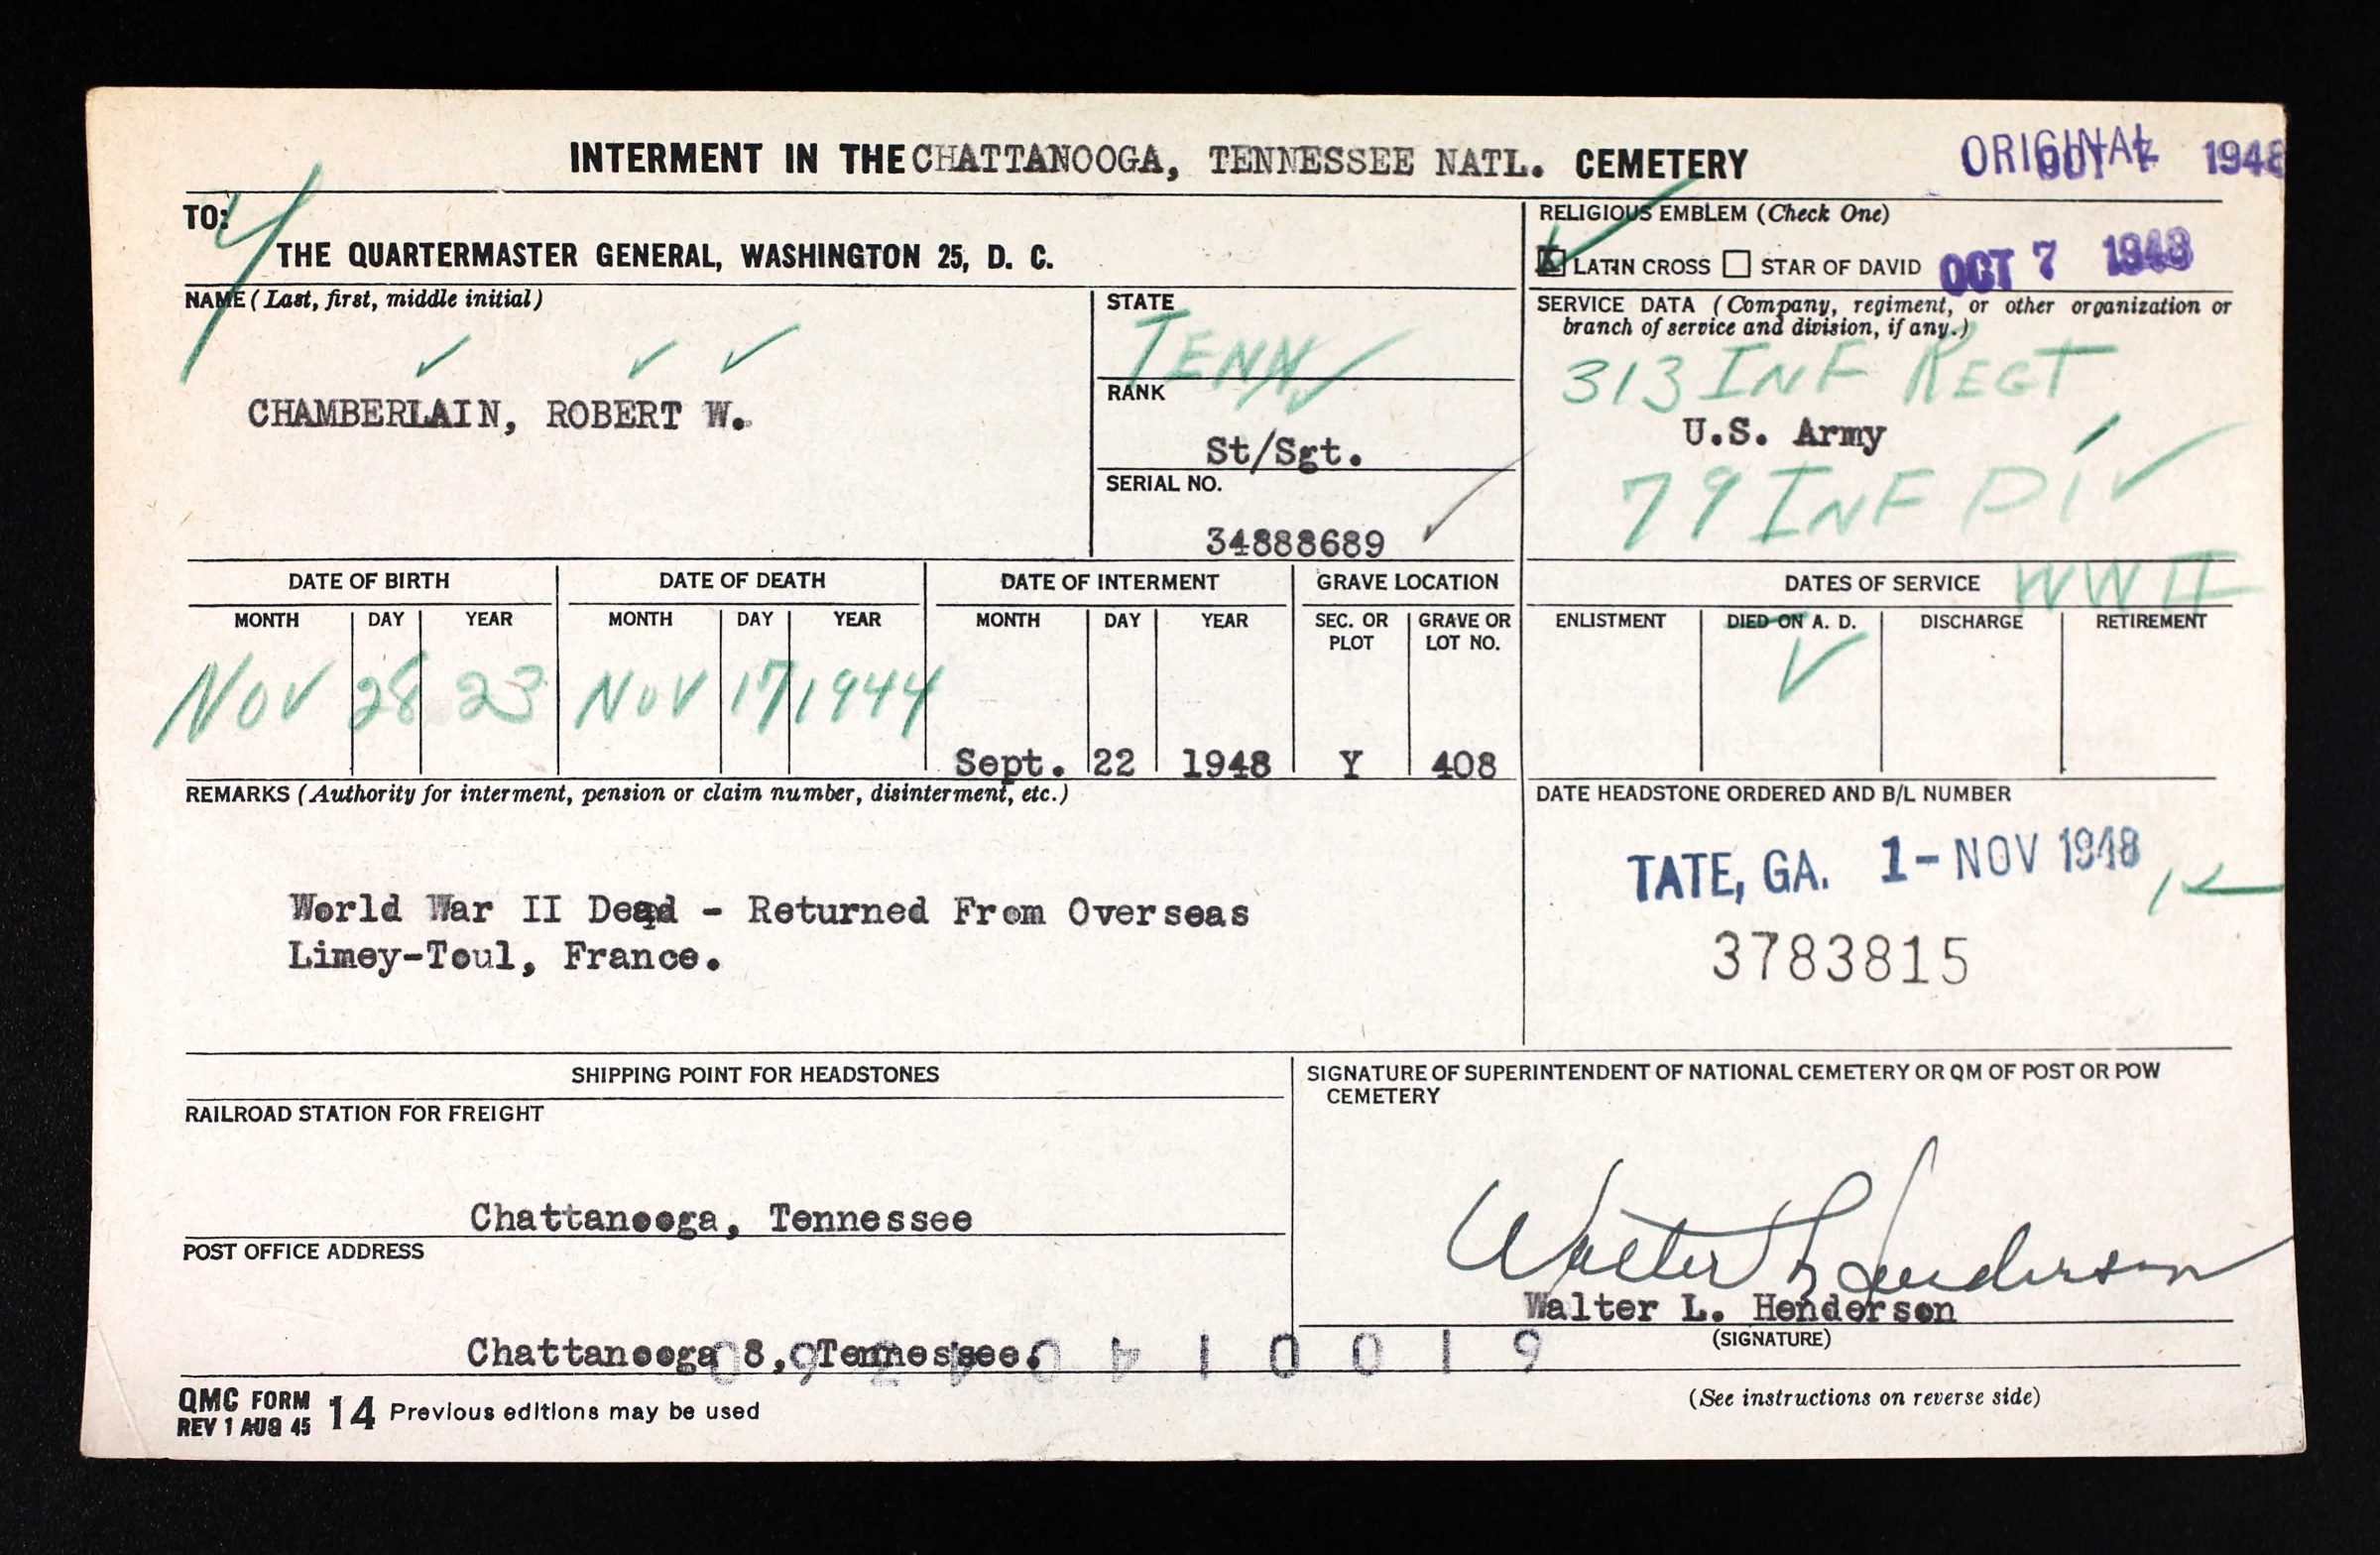 INTERMENT IN THE CHATTANOOGA, TENNESSEE NATL. CEMETERY
ORIGINAL
OCT 7 1948
TO:
THE QUARTERMASTER GENERAL, WASHINGTON 25, D. C.
RELIGIOUS EMBLEM (Check One)
X LATIN CROSS STAR OF DAVID
OCT 7 1948
NAME (Last, first, middle initial)
CHAMBERLAIN, ROBERT W.
STATE
TENN
RANK
St/Sgt.
SERIAL NO.
34888689
SERVICE DATA (Company, regiment, or other organization or
branch of service and division, if any.)
313 INF REGT
U.S. Army
79 INF DIV
DATE OF BIRTH DATE OF DEATH DATE OF INTERMENT GRAVE LOCATION
MONTH DAY YEAR MONTH DAY YEAR MONTH DAY YEAR SEC. OR PLOT GRAVE OR LOT NO.
NOV 28 23 NOV 17 1944 Sept. 22 1948 Y 408
DATES OF SERVICE WWII
ENLISTMENT DIED ON A. D. DISCHARGE RETIREMENT
REMARKS (Authority for interment, pension or claim number, disinterment, etc.)
World War II Dead - Returned From Overseas
Limey-Toul, France.
DATE HEADSTONE ORDERED AND B/L NUMBER
TATE, GA. 1- NOV 1948
3783815
SHIPPING POINT FOR HEADSTONES
RAILROAD STATION FOR FREIGHT
Chattanooga, Tennessee
POST OFFICE ADDRESS
Chattanooga 8, Tennessee.
SIGNATURE OF SUPERINTENDENT OF NATIONAL CEMETERY OR QM OF POST OR POW
CEMETERY
Walter L Henderson
Walter L. Henderson
(SIGNATURE)
QMC FORM 14 Previous editions may be used
REV 1 AUG 45
(See instructions on reverse side)